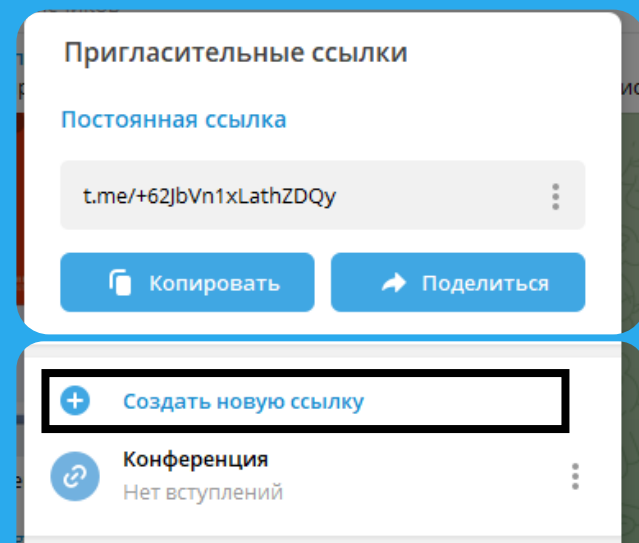 Пригласительные ссылки
Постоянная ссылка
t.me/+62JbVn1xLathZDQy
Копировать
Поделиться
Создать новую ссылку
Конференция
Нет вступлений